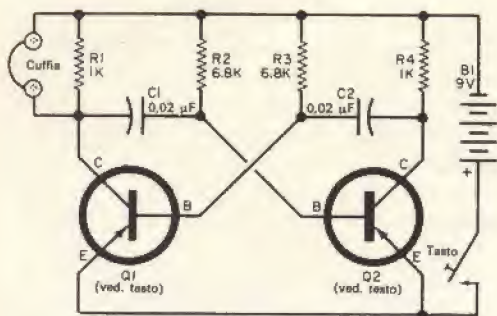 Cuffia
R1
1K
R2
6.8K
R3
6.8K
R4
1K
B1
9V
C1
0,02 µF
C2
0,02 µF
+
C
C
B
B
E
E
Testo
Q1
(ved. testo)
Q2
(ved. testo)